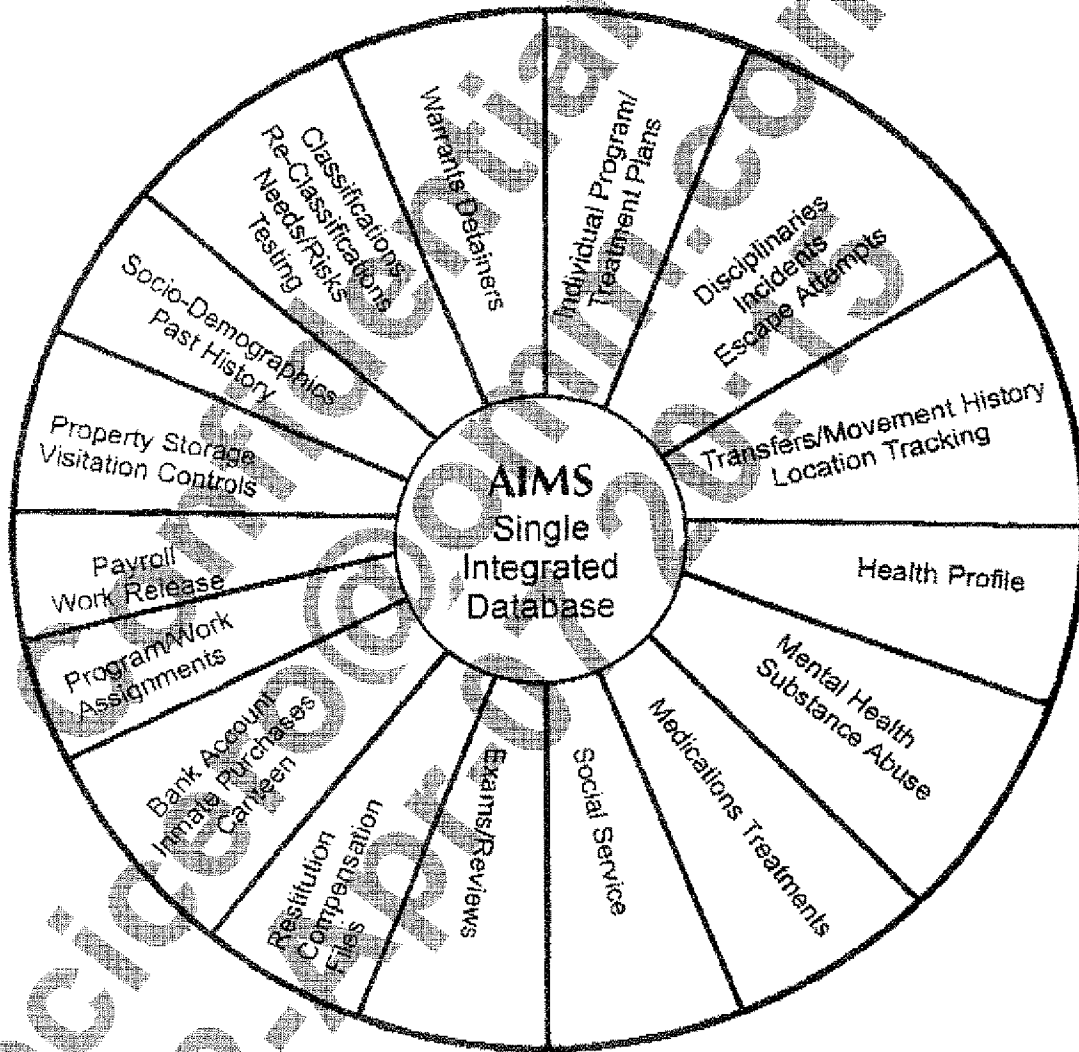 AIMS
Single
Integrated
Database
Warrants Detainers
Individual Program/
Treatment Plans
Disciplinaries
Incidents
Escape Attempts
Transfers/Movement History
Location Tracking
Health Profile
Mental Health
Substance Abuse
Medications Treatments
Social Service
Exams/Reviews
Restitution
Compensation
Files
Bank Account
Inmate Purchases
Canteen
Program/Work
Assignments
Payroll
Work Release
Property Storage
Visitation Controls
Socio-Demographics
Past History
Classifications
Re-Classifications
Needs/Risks
Testing
Confidential